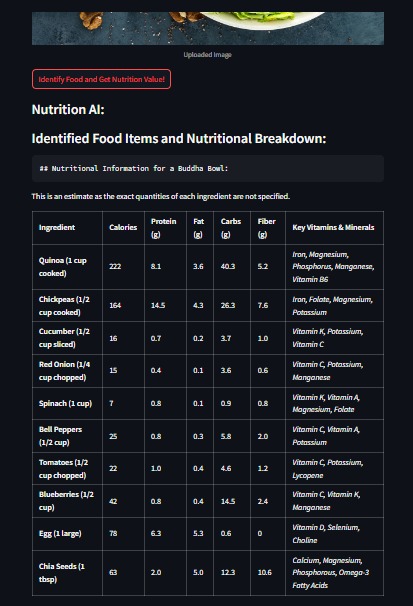 Uploaded Image
Identify Food and Get Nutrition Value!
Nutrition AI:
Identified Food Items and Nutritional Breakdown:
## Nutritional Information for a Buddha Bowl:
This is an estimate as the exact quantities of each ingredient are not specified.
Ingredient Calories Protein (g) Fat (g) Carbs (g) Fiber (g) Key Vitamins & Minerals
Quinoa (1 cup cooked) 222 8.1 3.6 40.3 5.2 Iron, Magnesium, Phosphorus, Manganese, Vitamin B6
Chickpeas (1/2 cup cooked) 164 14.5 4.3 26.3 7.6 Iron, Folate, Magnesium, Potassium
Cucumber (1/2 cup sliced) 16 0.7 0.2 3.7 1.0 Vitamin K, Potassium, Vitamin C
Red Onion (1/4 cup chopped) 15 0.4 0.1 3.6 0.6 Vitamin C, Potassium, Manganese
Spinach (1 cup) 7 0.8 0.1 0.9 0.8 Vitamin K, Vitamin A, Magnesium, Folate
Bell Peppers (1/2 cup) 25 0.8 0.3 5.8 2.0 Vitamin C, Vitamin A, Potassium
Tomatoes (1/2 cup chopped) 22 1.0 0.4 4.6 1.2 Vitamin C, Potassium, Lycopene
Blueberries (1/2 cup) 42 0.8 0.4 14.5 2.4 Vitamin C, Vitamin K, Manganese
Egg (1 large) 78 6.3 5.3 0.6 0 Vitamin D, Selenium, Choline
Chia Seeds (1 tbsp) 63 2.0 5.0 12.3 10.6 Calcium, Magnesium, Phosphorous, Omega-3 Fatty Acids